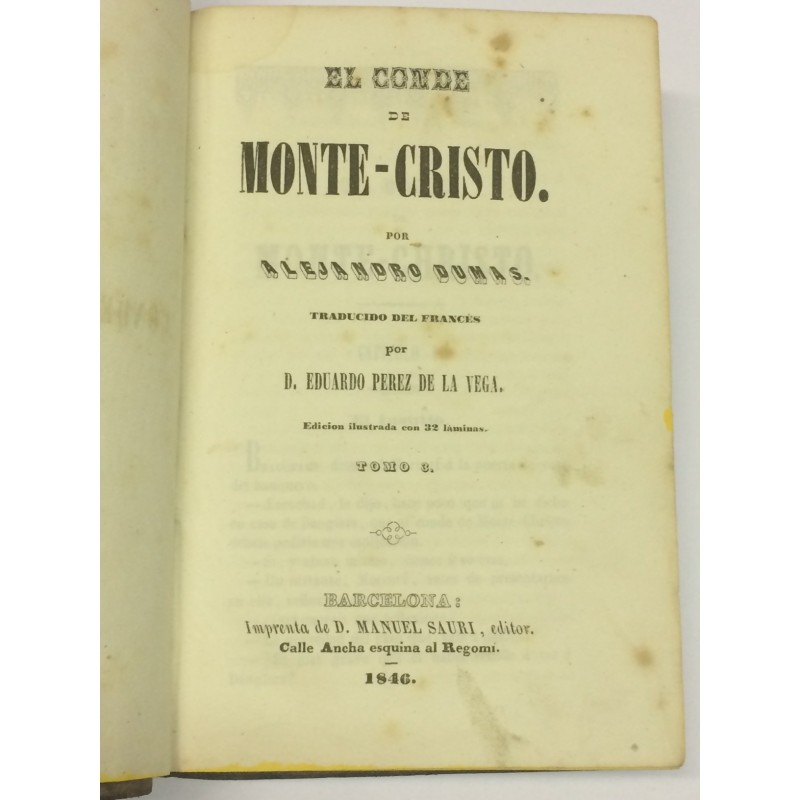 EL CONDE
DE
MONTE-CRISTO.
POR
ALEJANDRO DUMAS.
TRADUCIDO DEL FRANCÉS
por
D. EDUARDO PEREZ DE LA VEGA.
Edicion ilustrada con 32 láminas.
TOMO 3.
BARCELONA:
Imprenta de D. MANUEL SAURI, editor.
Calle Ancha esquina al Regomí.
1846.